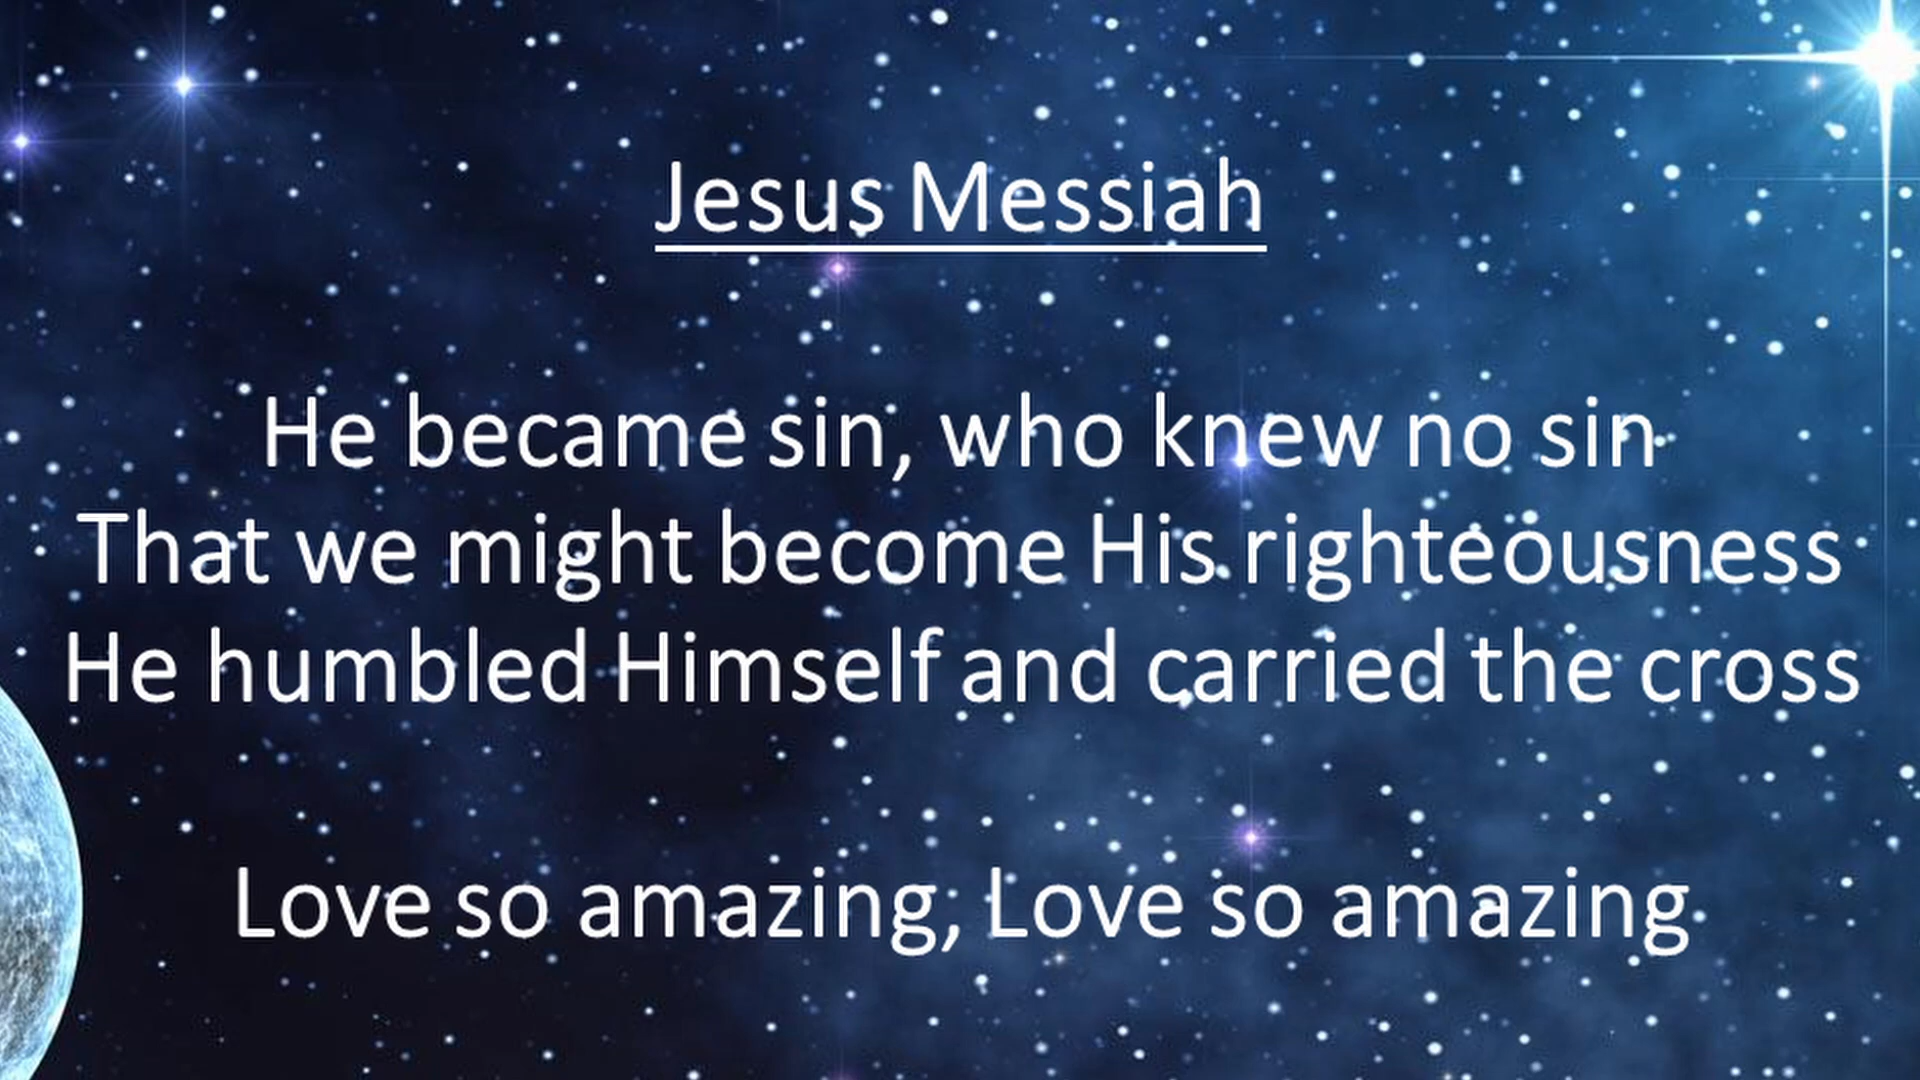 Jesus Messiah
He became sin, who knew no sin
That we might become His righteousness
He humbled Himself and carried the cross
Love so amazing, Love so amazing